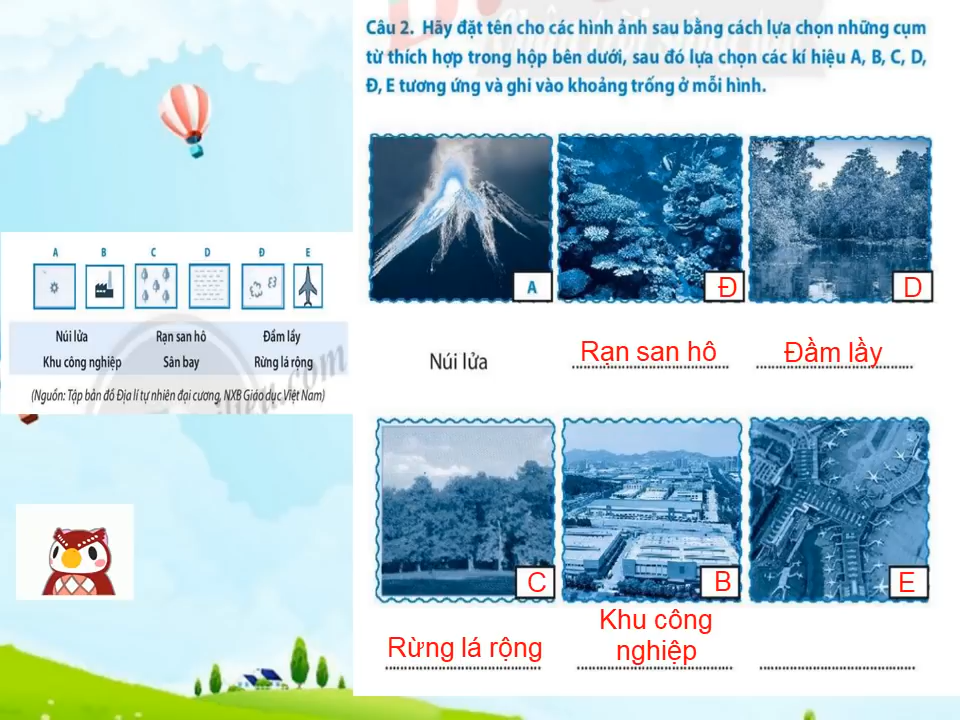 Câu 2. Hãy đặt tên cho các hình ảnh sau bằng cách lựa chọn những cụm
từ thích hợp trong hộp bên dưới, sau đó lựa chọn các kí hiệu A, B, C, D,
Đ, E tương ứng và ghi vào khoảng trống ở mỗi hình.
A B C D Đ E
Núi lửa Rạn san hô Đầm lầy
Khu công nghiệp Sân bay Rừng lá rộng
(Nguồn: Tập bản đồ Địa lí tự nhiên đại cương, NXB Giáo dục Việt Nam)
A Đ D
Núi lửa Rạn san hô Đầm lầy
C B E
Rừng lá rộng
Khu công
nghiệp